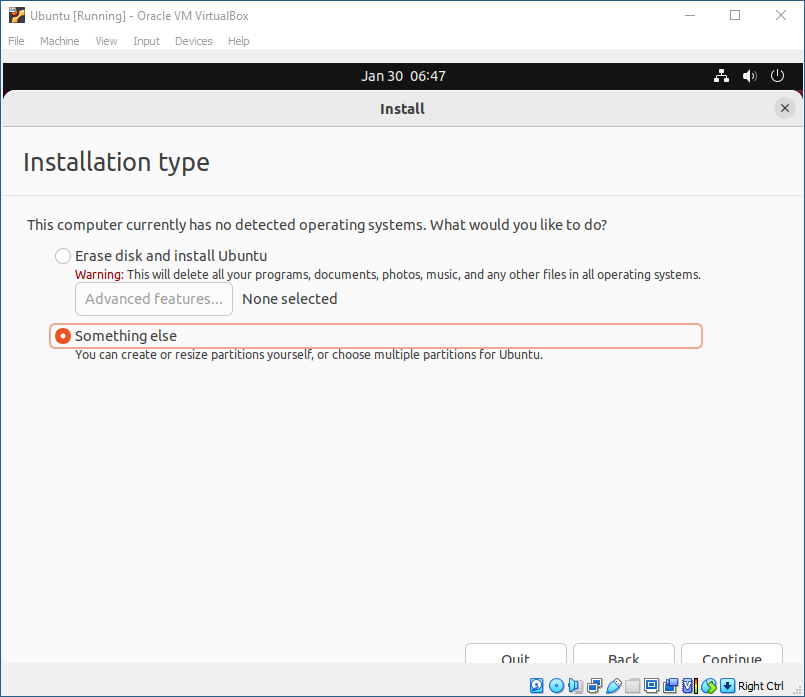 Ubuntu [Running] - Oracle VM VirtualBox
File Machine View Input Devices Help
Jan 30 06:47
Install
Installation type
This computer currently has no detected operating systems. What would you like to do?
Erase disk and install Ubuntu
Warning: This will delete all your programs, documents, photos, music, and any other files in all operating systems.
Advanced features... None selected
Something else
You can create or resize partitions yourself, or choose multiple partitions for Ubuntu.
Quit Back Continue
Right Ctrl